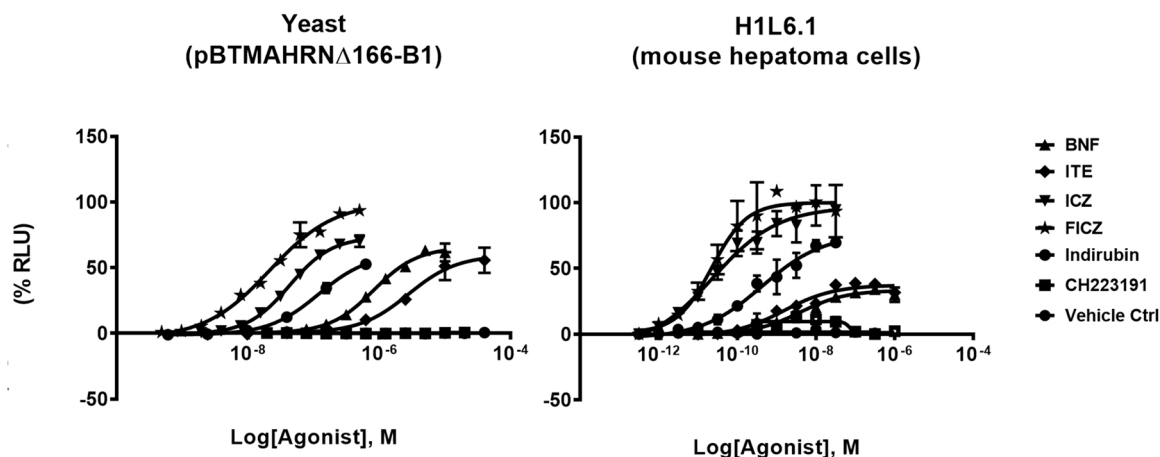 Yeast
(pBTMAHRNΔ166-B1)
H1L6.1
(mouse hepatoma cells)
(% RLU)
150
100
50
0
-50
10⁻⁸
10⁻⁶
10⁻⁴
Log[Agonist], M
150
100
50
0
-50
10⁻¹²
10⁻¹⁰
10⁻⁸
10⁻⁶
10⁻⁴
Log[Agonist], M
BNF
ITE
ICZ
FICZ
Indirubin
CH223191
Vehicle Ctrl